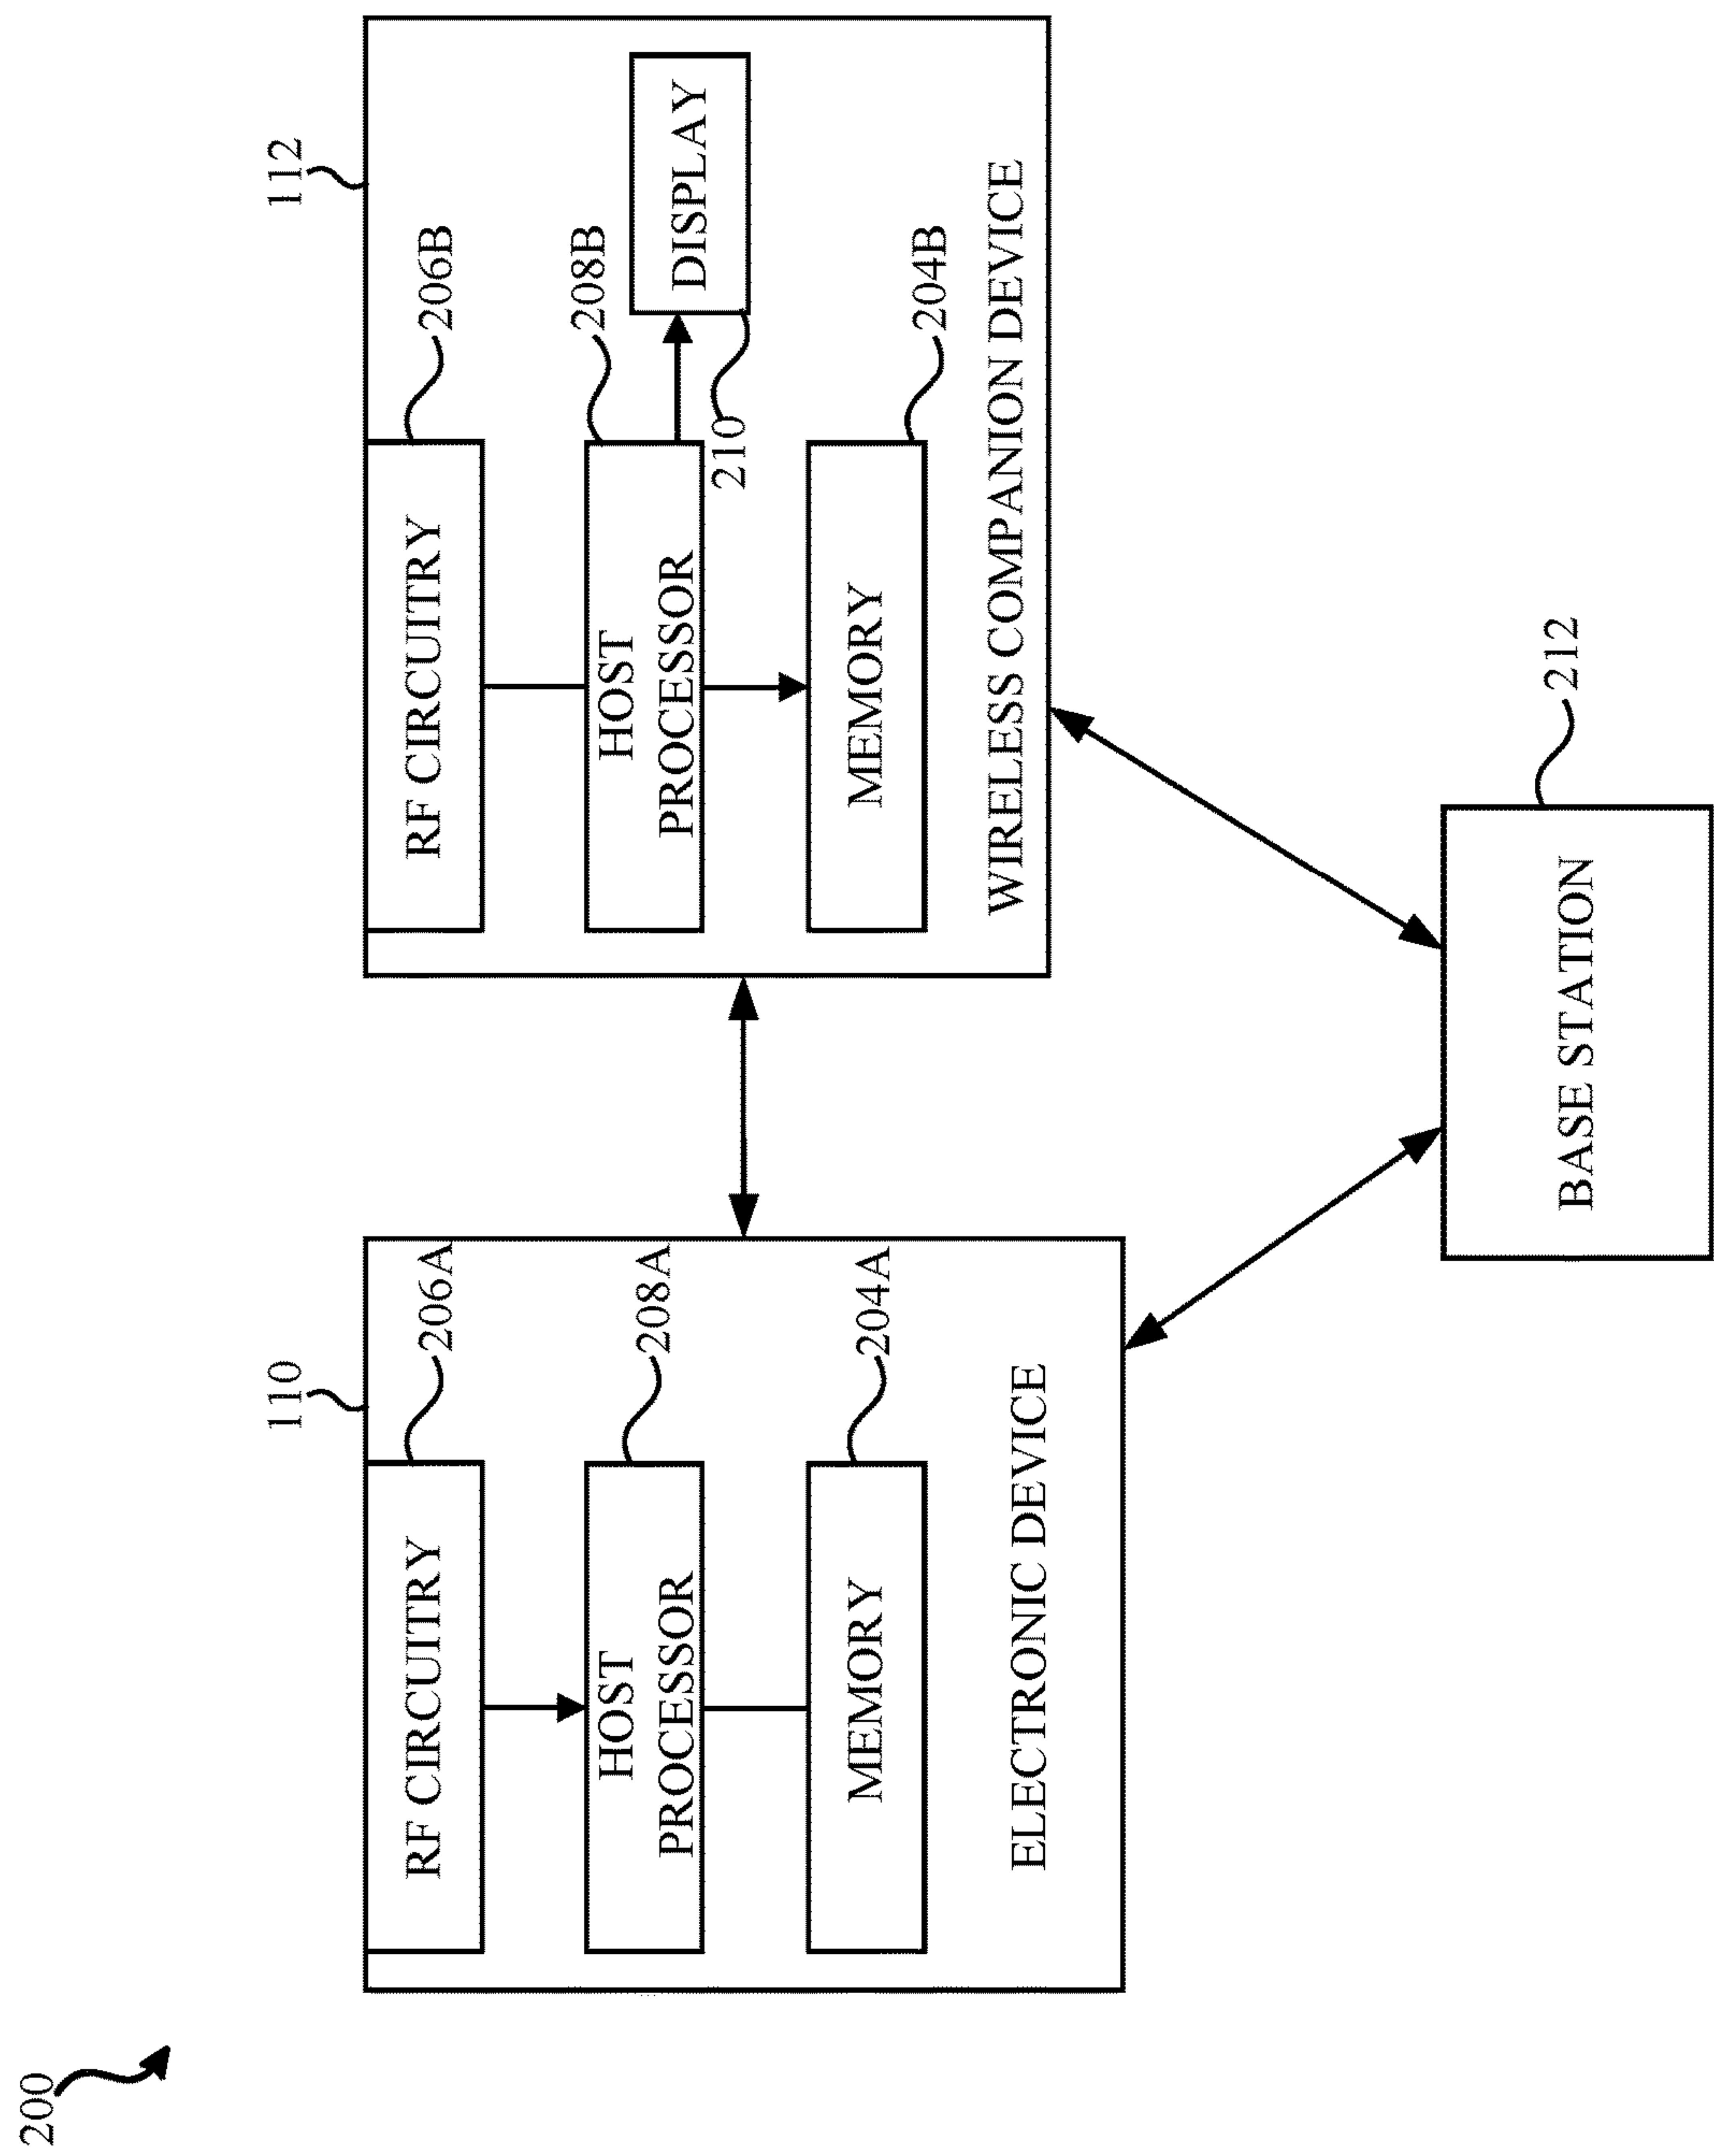 200
110
112
RF CIRCUITRY
206A
HOST
PROCESSOR
208A
MEMORY
204A
ELECTRONIC DEVICE
RF CIRCUITRY
206B
HOST
PROCESSOR
208B
DISPLAY
210
MEMORY
204B
WIRELESS COMPANION DEVICE
BASE STATION
212